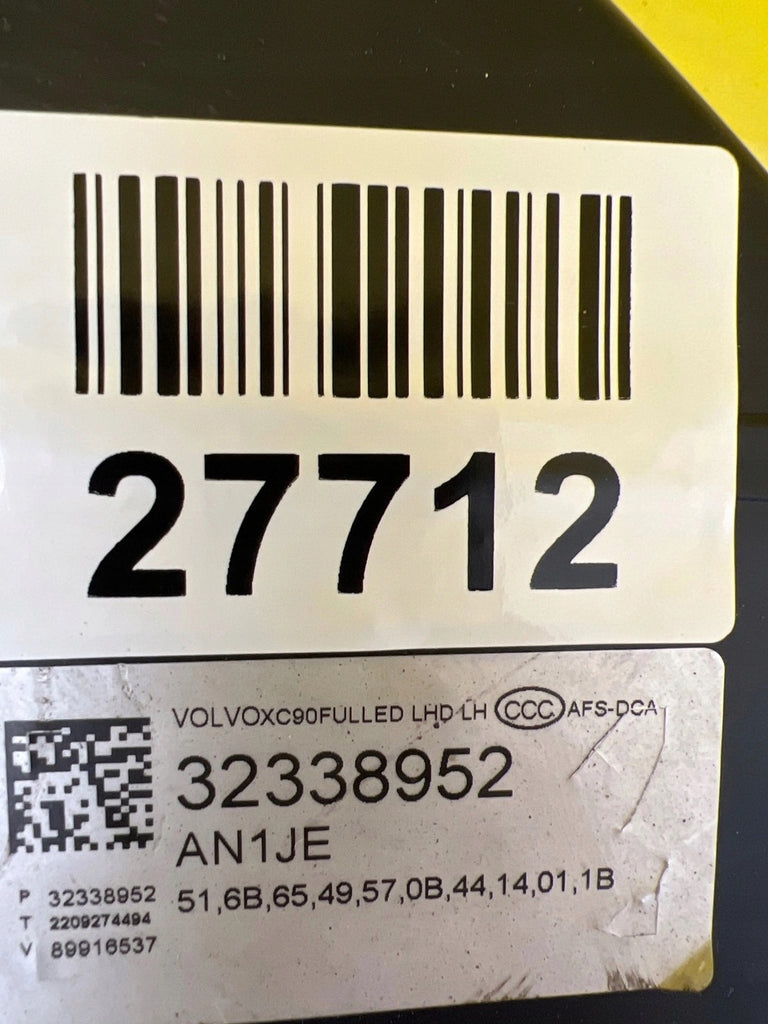 27712
VOLVOXC90FULLED LHD LH CCC AFS-DCA
32338952
AN1JE
51,6B,65,49,57,0B,44,14,01,1B
P 32338952
T 2209274494
V 89916537